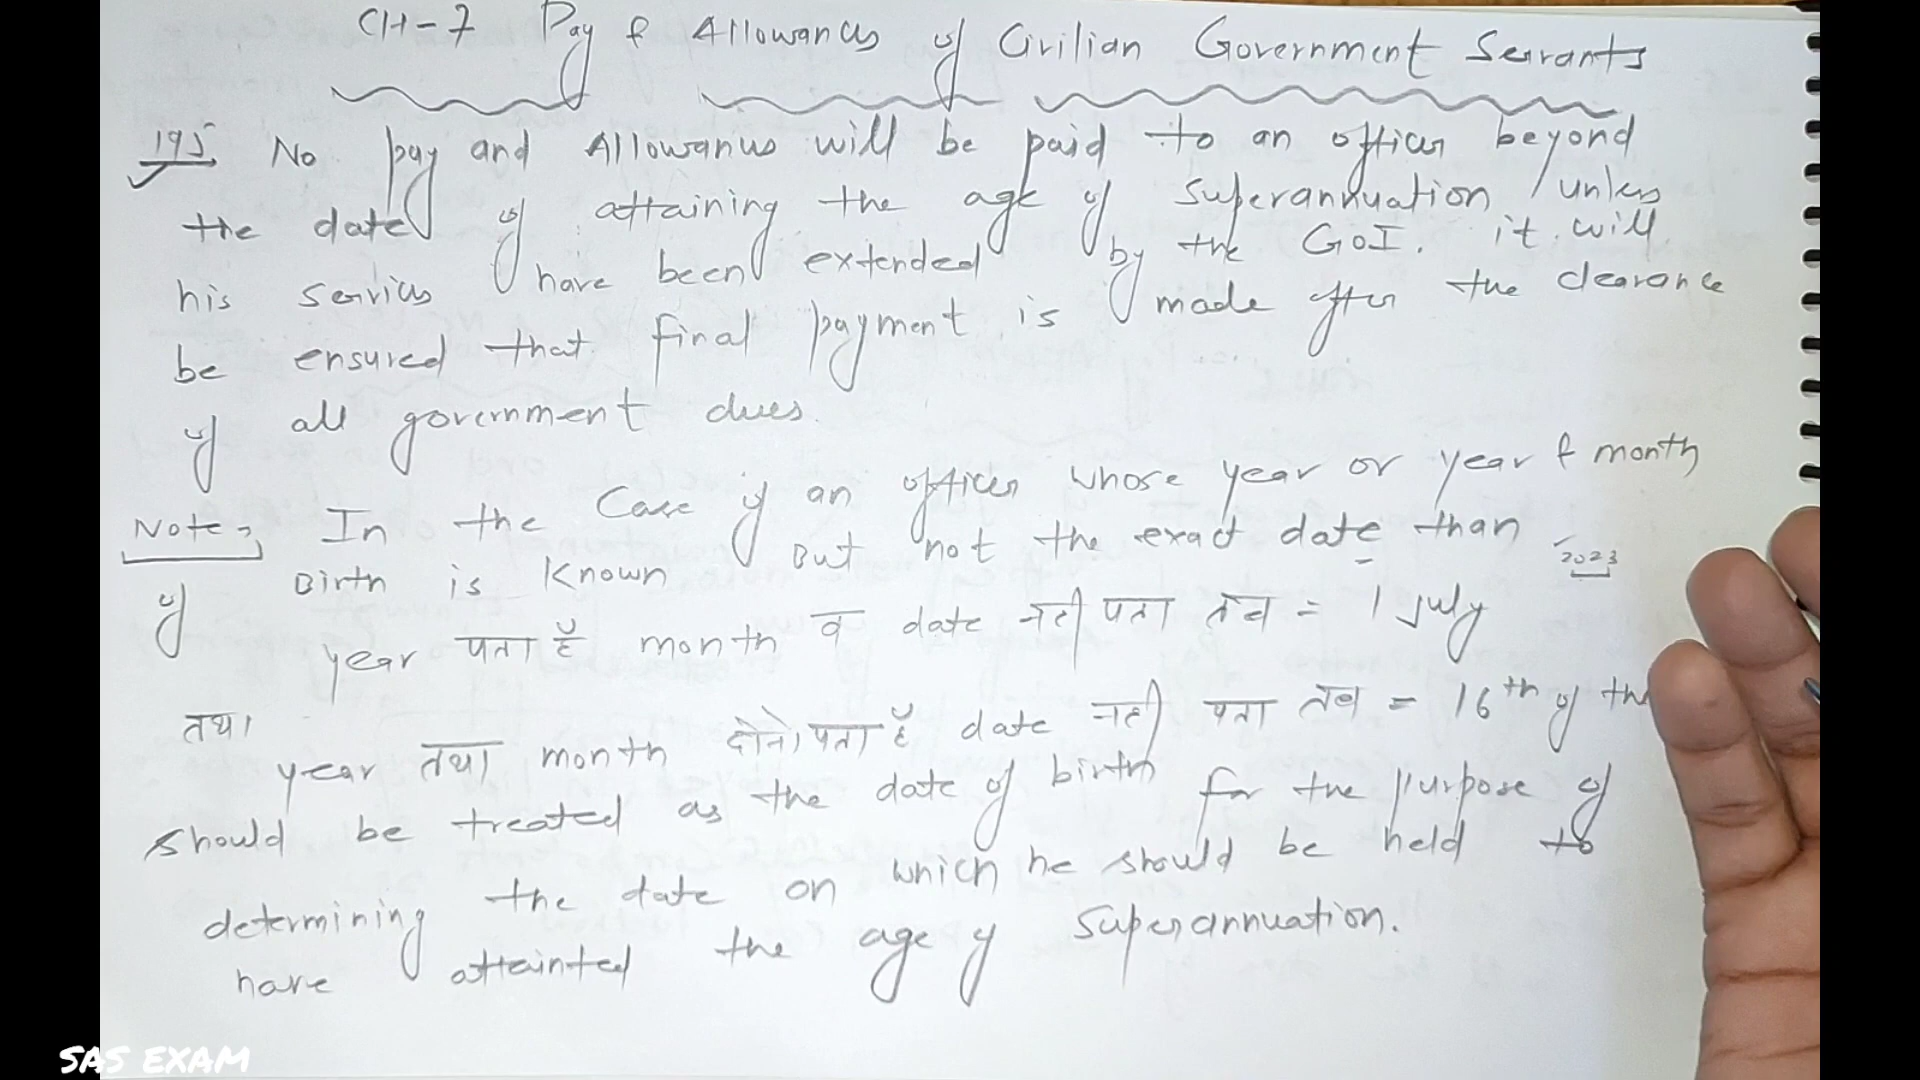 CH-7 Pay & Allowances of Civilian Government Servants
195 No pay and Allowances will be paid to an officer beyond
the date of attaining the age of superannuation, unless
his services have been extended by the GOI. it will
be ensured that final payment is made after the clearance
of all government dues.
Note → In the Case of an officer whose year or year & month
of Birth is known But not the exact date than
year पता है month व date नही पता तब = 1 July 2023
तथा
year तथा month दोनो पता है date नही पता तब = 16th of the
should be treated as the date of birth for the purpose of
determining the date on which he should be held to
have attainted the age of superannuation.
SAS EXAM